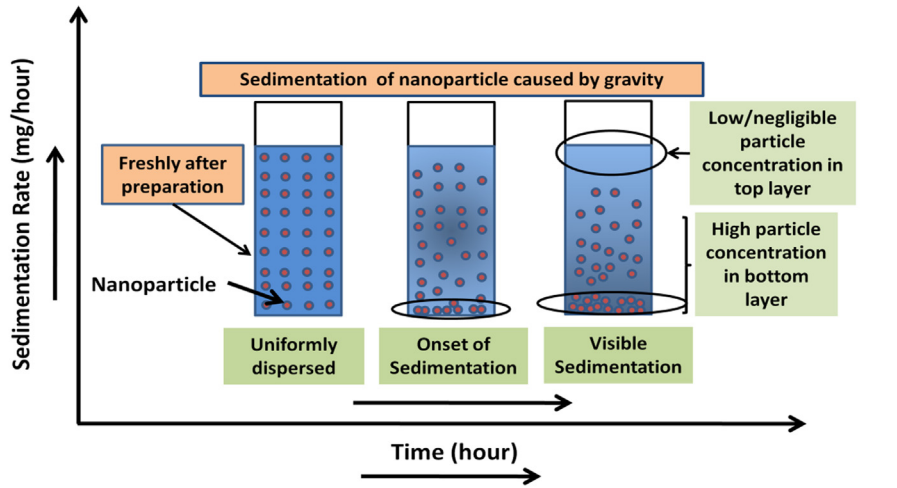 Sedimentation of nanoparticle caused by gravity
Sedimentation Rate (mg/hour)
Freshly after
preparation
Nanoparticle
Low/negligible
particle
concentration in
top layer
High particle
concentration
in bottom
layer
Uniformly
dispersed
Onset of
Sedimentation
Visible
Sedimentation
Time (hour)